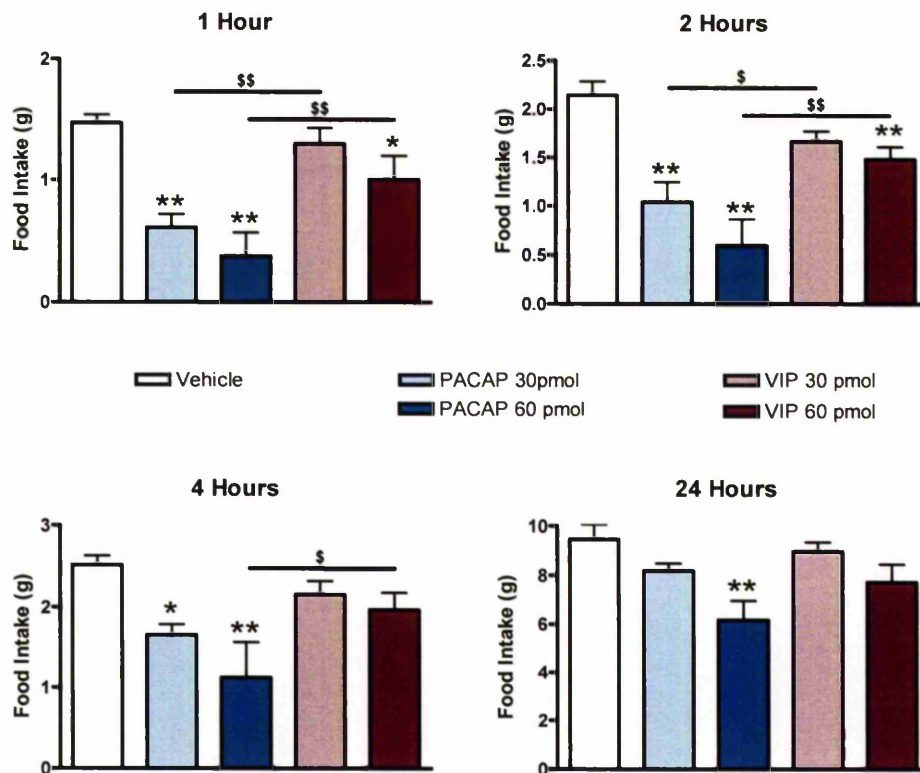 1 Hour
2
1
0
Food Intake (g)
$$
$$
**
**
*
2 Hours
2.5
2.0
1.5
1.0
0.5
0.0
Food Intake (g)
$
$$
**
**
**
Vehicle
PACAP 30pmol
VIP 30 pmol
PACAP 60 pmol
VIP 60 pmol
4 Hours
3
2
1
0
Food Intake (g)
$
*
**
24 Hours
10
8
6
4
2
0
Food Intake (g)
**